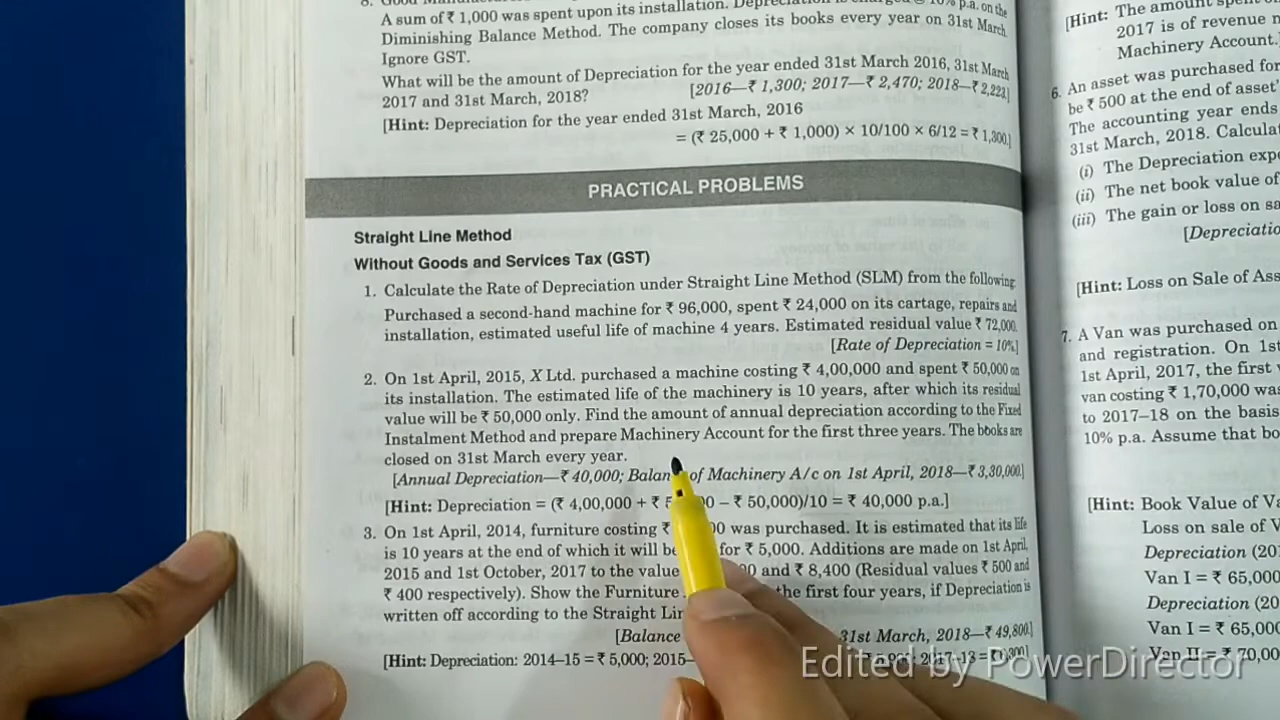 A sum of ₹ 1,000 was spent upon its installation. Depreciation is charged @ 10% p.a. on the
Diminishing Balance Method. The company closes its books every year on 31st March.
Ignore GST.
What will be the amount of Depreciation for the year ended 31st March 2016, 31st March
2017 and 31st March, 2018?
[2016—₹ 1,300; 2017—₹ 2,470; 2018—₹ 2,223]
[Hint: Depreciation for the year ended 31st March, 2016
= (₹ 25,000 + ₹ 1,000) × 10/100 × 6/12 = ₹ 1,300.]
PRACTICAL PROBLEMS
Straight Line Method
Without Goods and Services Tax (GST)
1. Calculate the Rate of Depreciation under Straight Line Method (SLM) from the following:
Purchased a second-hand machine for ₹ 96,000, spent ₹ 24,000 on its cartage, repairs and
installation, estimated useful life of machine 4 years. Estimated residual value ₹ 72,000.
[Rate of Depreciation = 10%]
2. On 1st April, 2015, X Ltd. purchased a machine costing ₹ 4,00,000 and spent ₹ 50,000 on
its installation. The estimated life of the machinery is 10 years, after which its residual
value will be ₹ 50,000 only. Find the amount of annual depreciation according to the Fixed
Instalment Method and prepare Machinery Account for the first three years. The books are
closed on 31st March every year.
[Annual Depreciation—₹ 40,000; Balan of Machinery A/c on 1st April, 2018—₹ 3,30,000.]
[Hint: Depreciation = (₹ 4,00,000 + ₹ 00 – ₹ 50,000)/10 = ₹ 40,000 p.a.]
3. On 1st April, 2014, furniture costing ₹ 00 was purchased. It is estimated that its life
is 10 years at the end of which it will be for ₹ 5,000. Additions are made on 1st April,
2015 and 1st October, 2017 to the value 00 and ₹ 8,400 (Residual values ₹ 500 and
₹ 400 respectively). Show the Furniture the first four years, if Depreciation is
written off according to the Straight Lin
[Balance 31st March, 2018—₹ 49,800.]
[Hint: Depreciation: 2014–15 = ₹ 5,000; 2015–
[Hint: The amount
2017 is of revenue
Machinery Account.]
6. An asset was purchased for
be ₹ 500 at the end of asset'
The accounting year ends
31st March, 2018. Calculat
(i) The Depreciation expe
(ii) The net book value of
(iii) The gain or loss on sa
[Depreciatio
[Hint: Loss on Sale of Ass
7. A Van was purchased on
and registration. On 1st
1st April, 2017, the first
van costing ₹ 1,70,000 was
to 2017–18 on the basis
10% p.a. Assume that bo
[Hint: Book Value of Va
Loss on sale of V
Depreciation (20
Van I = ₹ 65,000
Depreciation (20
Van I = ₹ 65,000
Van II = ₹ 70,00
Edited by PowerDirector